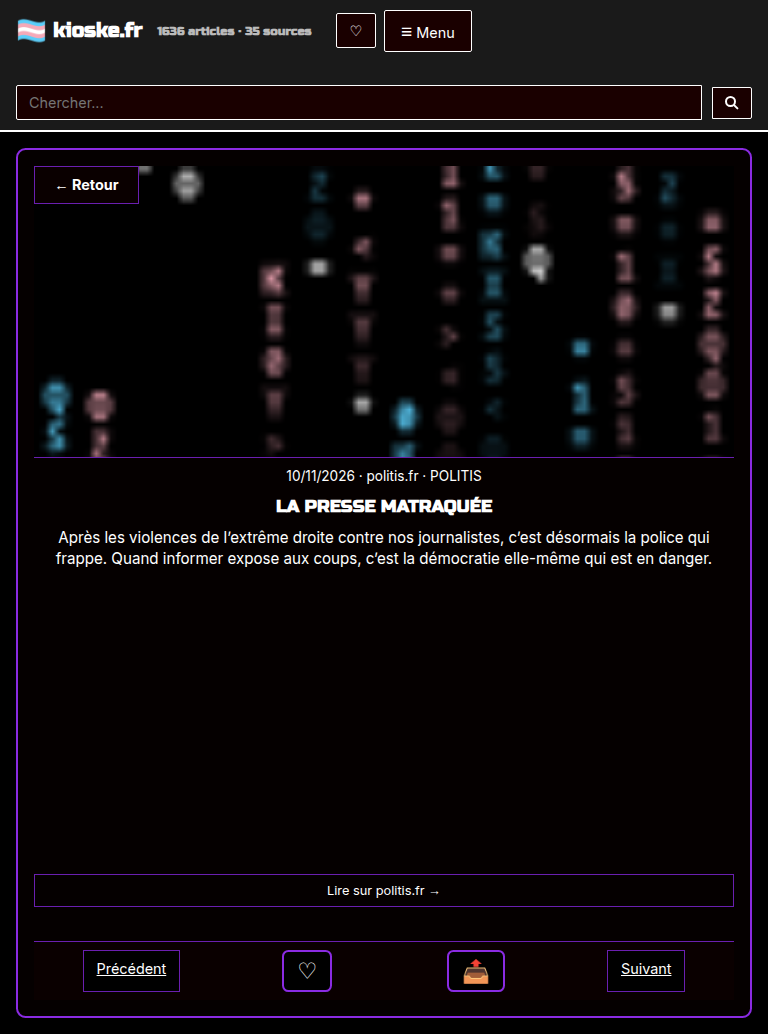 kioske.fr 1636 articles · 35 sources ♡ ≡ Menu
Chercher...
← Retour
10/11/2026 · politis.fr · POLITIS
LA PRESSE MATRAQUÉE
Après les violences de l’extrême droite contre nos journalistes, c’est désormais la police qui
frappe. Quand informer expose aux coups, c’est la démocratie elle-même qui est en danger.
Lire sur politis.fr →
Précédent ♡ Suivant